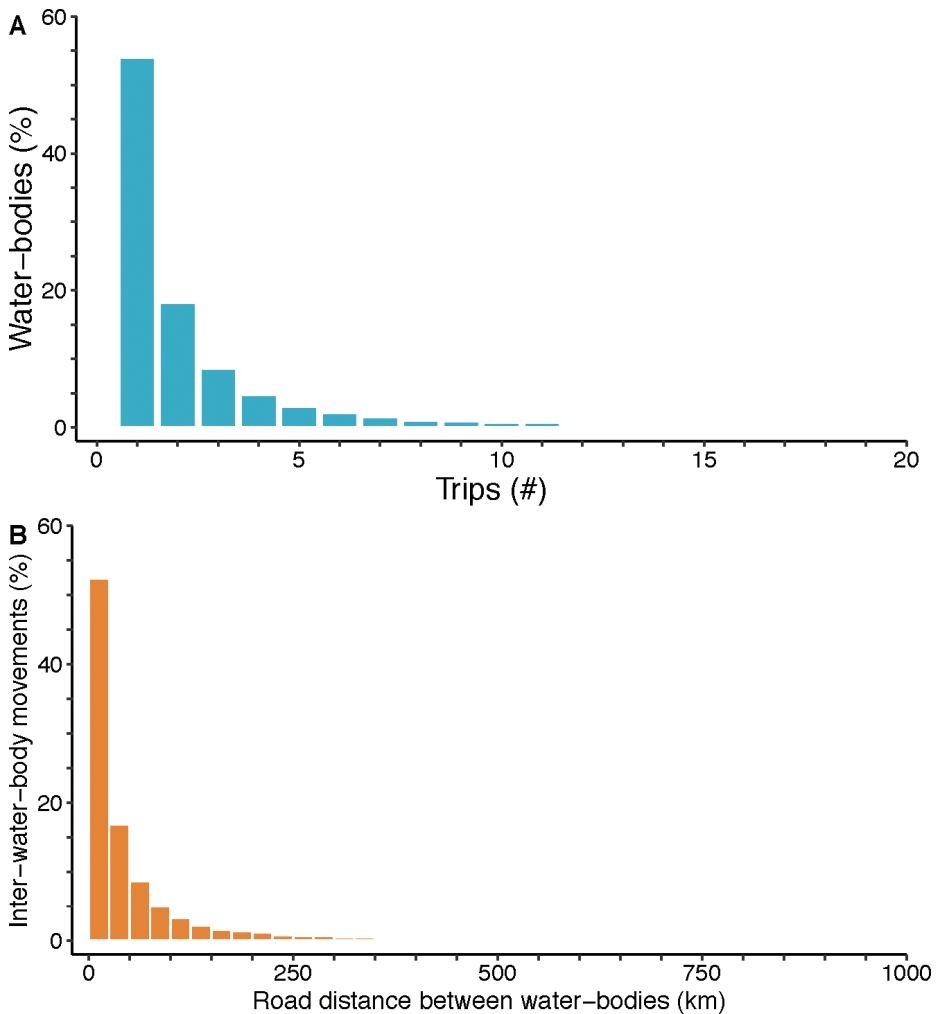 A
60
40
20
0
Water−bodies (%)
0 5 10 15 20
Trips (#)
B
60
40
20
0
Inter−water−body movements (%)
0 250 500 750 1000
Road distance between water−bodies (km)